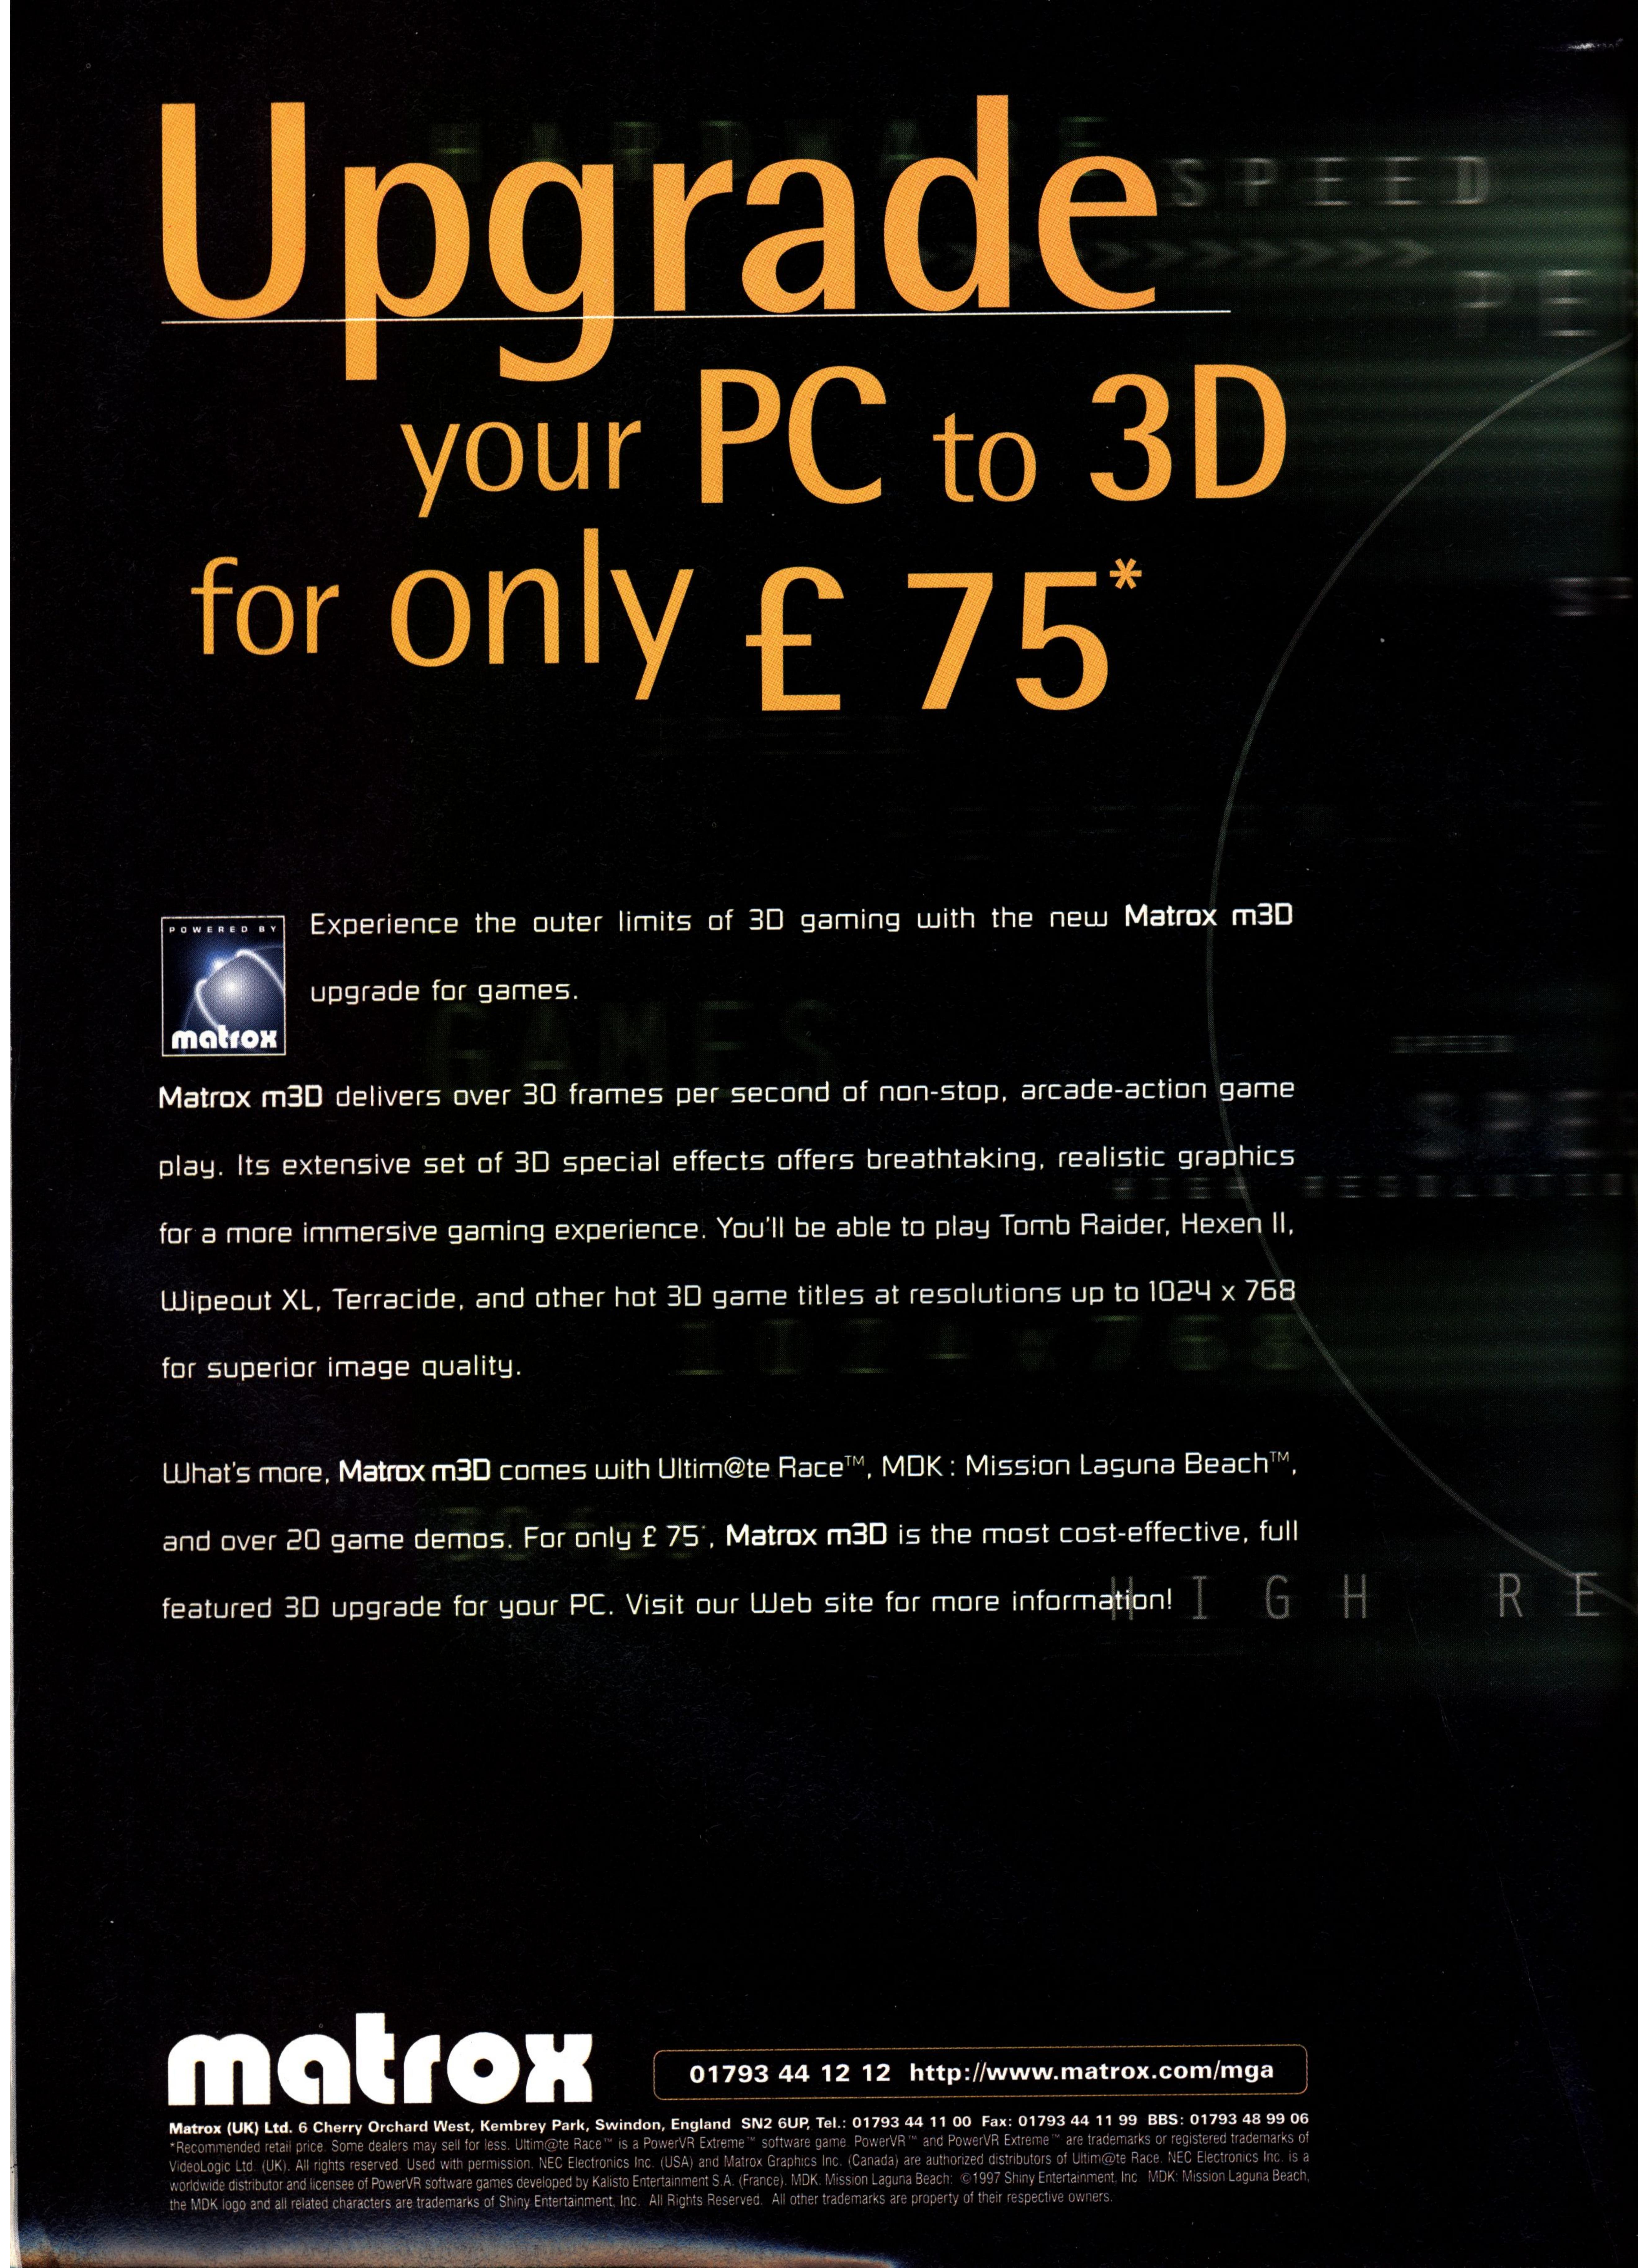 HARDWARE
Upgrade
SPEED
>>>>>>>>>>>
your PC to 3D
for only £ 75*
POWERED BY
matrox
Experience the outer limits of 3D gaming with the new Matrox m3D
upgrade for games.
GAMES
SPEED
Matrox m3D delivers over 30 frames per second of non-stop, arcade-action game
play. Its extensive set of 3D special effects offers breathtaking, realistic graphics
for a more immersive gaming experience. You'll be able to play Tomb Raider, Hexen II,
Wipeout XL, Terracide, and other hot 3D game titles at resolutions up to 1024 x 768
1024x768
for superior image quality.
What's more, Matrox m3D comes with Ultim@te Race™, MDK : Mission Laguna Beach™,
and over 20 game demos. For only £ 75*, Matrox m3D is the most cost-effective, full
featured 3D upgrade for your PC. Visit our Web site for more information!
HIGH RE
matrox
01793 44 12 12 http://www.matrox.com/mga
Matrox (UK) Ltd. 6 Cherry Orchard West, Kembrey Park, Swindon, England SN2 6UP, Tel.: 01793 44 11 00 Fax: 01793 44 11 99 BBS: 01793 48 99 06
*Recommended retail price. Some dealers may sell for less. Ultim@te Race™ is a PowerVR Extreme™ software game. PowerVR™ and PowerVR Extreme™ are trademarks or registered trademarks of
VideoLogic Ltd. (UK). All rights reserved. Used with permission. NEC Electronics Inc. (USA) and Matrox Graphics Inc. (Canada) are authorized distributors of Ultim@te Race. NEC Electronics Inc. is a
worldwide distributor and licensee of PowerVR software games developed by Kalisto Entertainment S.A. (France). MDK: Mission Laguna Beach: ©1997 Shiny Entertainment, Inc MDK: Mission Laguna Beach,
the MDK logo and all related characters are trademarks of Shiny Entertainment, Inc. All Rights Reserved. All other trademarks are property of their respective owners.